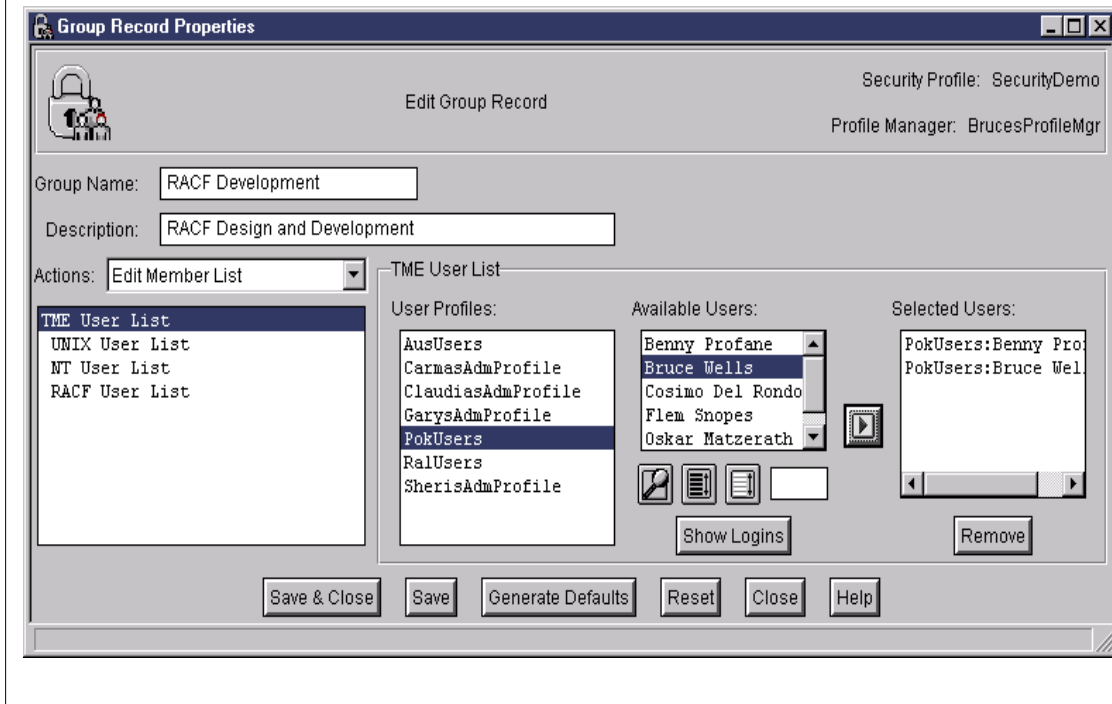 Group Record Properties
Edit Group Record
Security Profile: SecurityDemo
Profile Manager: BrucesProfileMgr
Group Name: RACF Development
Description: RACF Design and Development
Actions: Edit Member List
TME User List
UNIX User List
NT User List
RACF User List
TME User List
User Profiles:
AusUsers
CarmasAdmProfile
ClaudiasAdmProfile
GarysAdmProfile
PokUsers
RalUsers
SherisAdmProfile
Available Users:
Benny Profane
Bruce Wells
Cosimo Del Rondo
Flem Snopes
Oskar Matzerath
Show Logins
Selected Users:
PokUsers:Benny Pro
PokUsers:Bruce Wel
Remove
Save & Close
Save
Generate Defaults
Reset
Close
Help